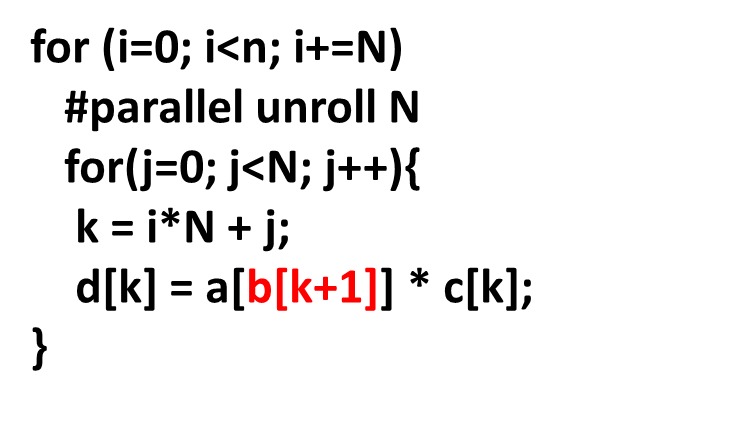 for (i=0; i<n; i+=N)
#parallel unroll N
for(j=0; j<N; j++){
k = i*N + j;
d[k] = a[b[k+1]] * c[k];
}